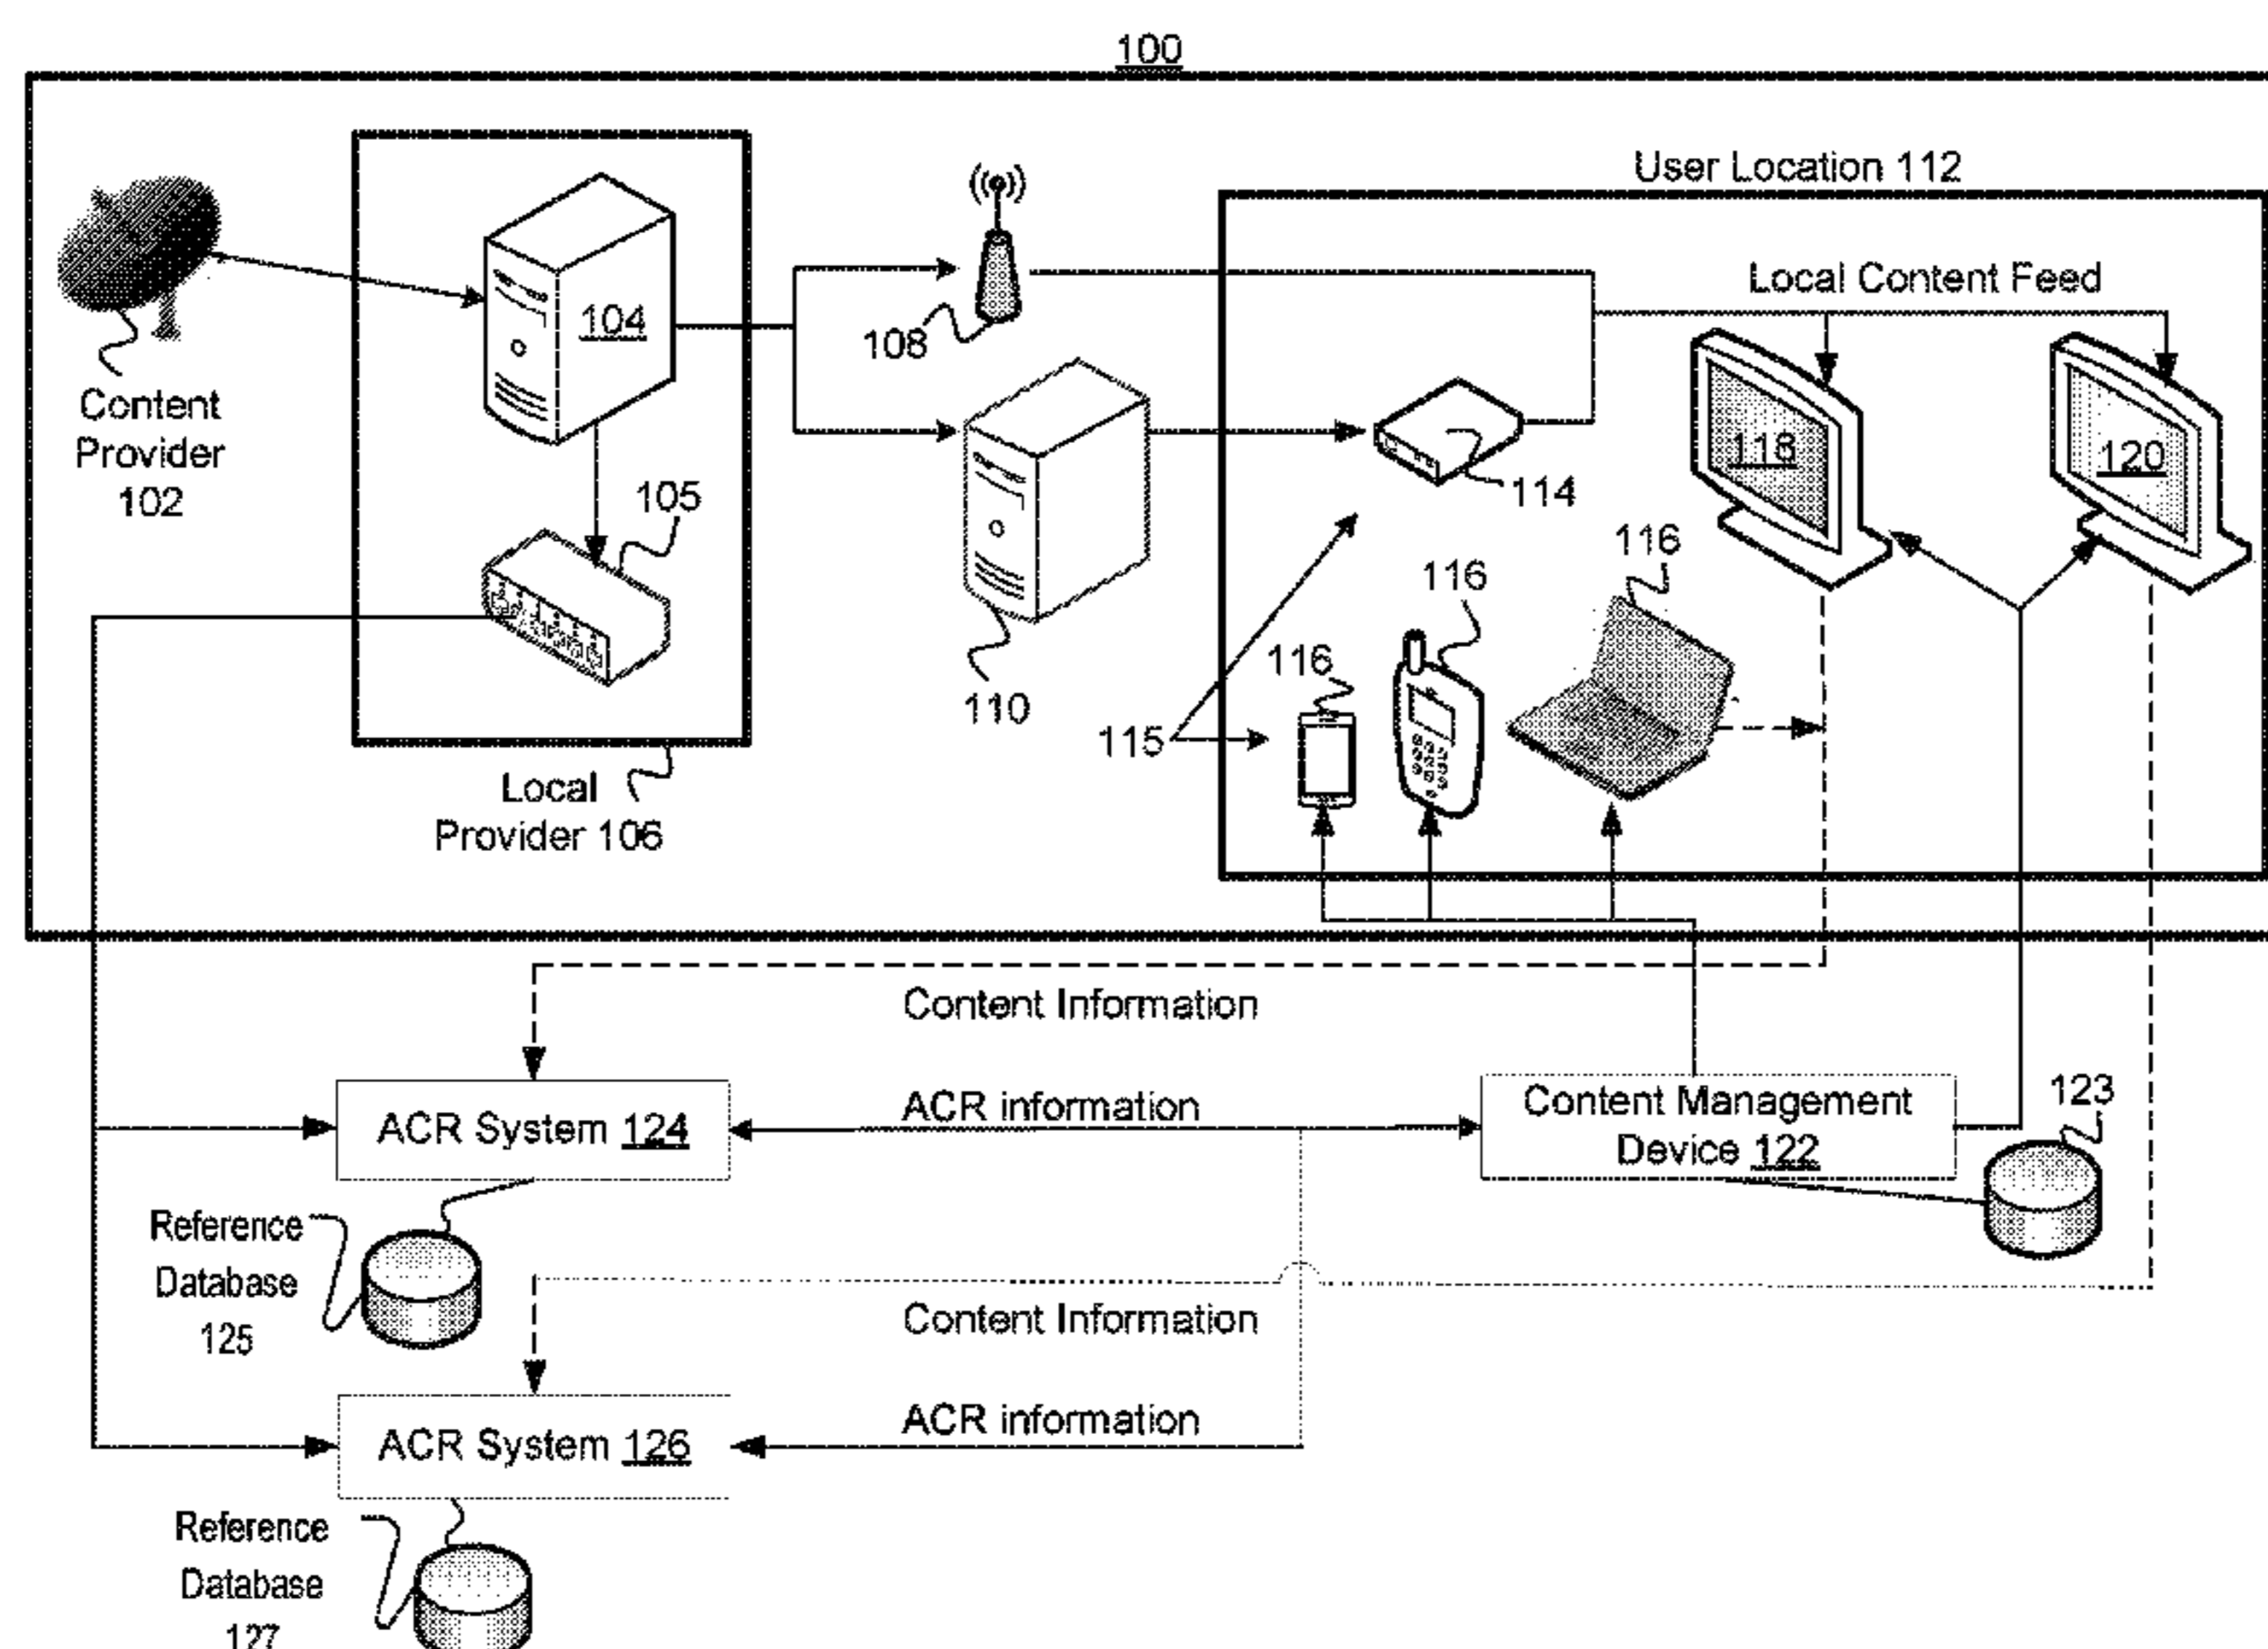 100
User Location 112
Local Content Feed
104
108
118
120
Content
Provider
102
105
114
116
116
116
110
115
Local
Provider 106
Content Information
ACR System 124
ACR information
Content Management
Device 122
123
Reference
Database
125
Content Information
ACR System 126
ACR information
Reference
Database
127